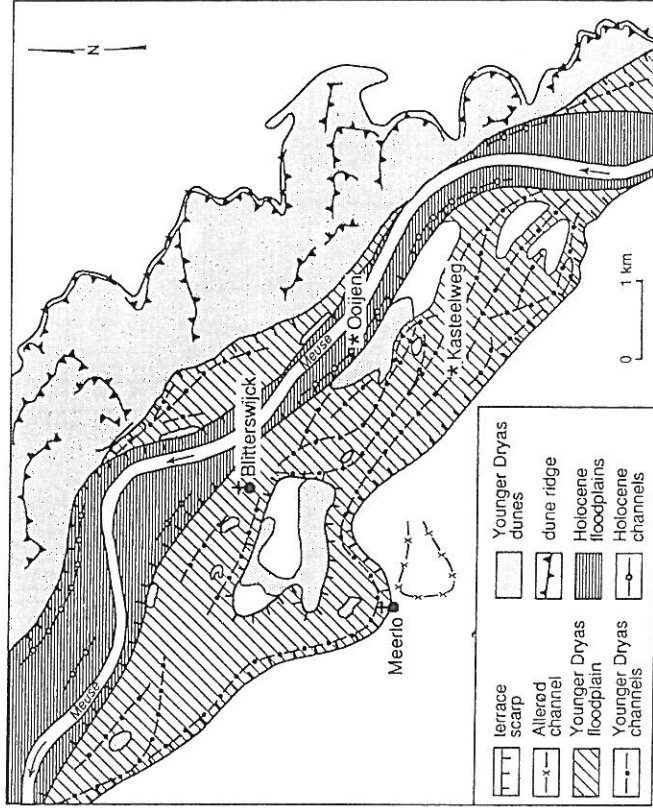 N
Meuse
Meuse
Blitterswijck
Ooijen
Kasteelweg
Meerlo
0 1 km
terrace
scarp
Allerød
channel
Younger Dryas
floodplain
Younger Dryas
channels
Younger Dryas
dunes
dune ridge
Holocene
floodplains
Holocene
channels